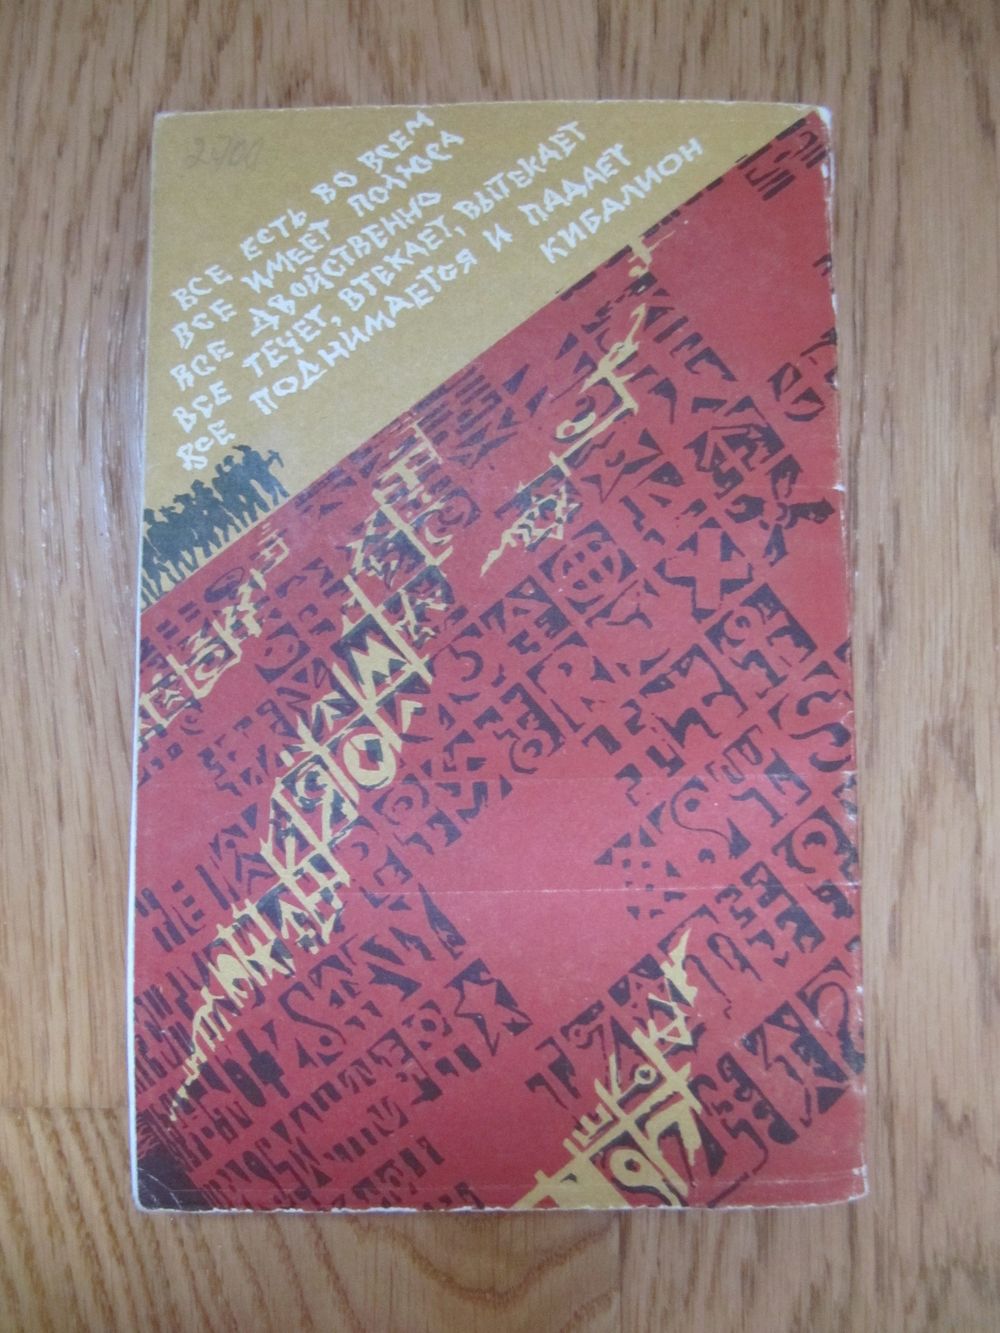 2700
ВСЕ ЕСТЬ ВО ВСЕМ
ВСЕ ИМЕЕТ ПОЛЮСА
ВСЕ ДВОЙСТВЕННО
ВСЕ ТЕЧЕТ, ВТЕКАЕТ, ВЫТЕКАЕТ
ВСЕ ПОДНИМАЕТСЯ И ПАДАЕТ
КИБАЛИОН